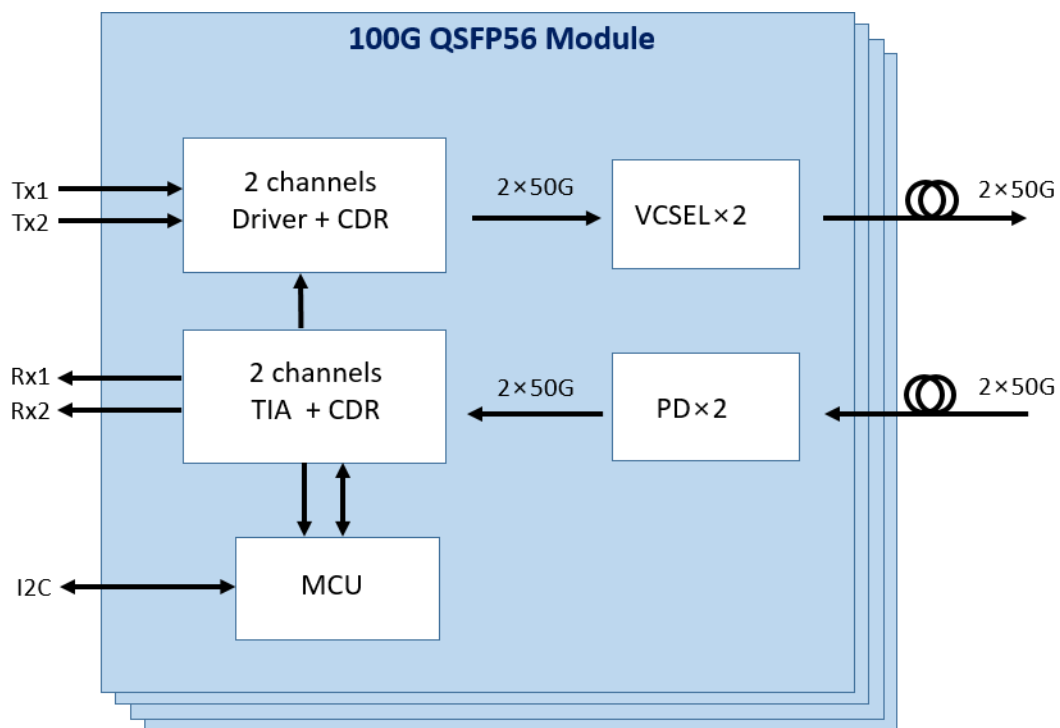 100G QSFP56 Module
Tx1
Tx2
2 channels
Driver + CDR
2×50G
VCSEL×2
2×50G
Rx1
Rx2
2 channels
TIA + CDR
2×50G
PD×2
2×50G
I2C
MCU